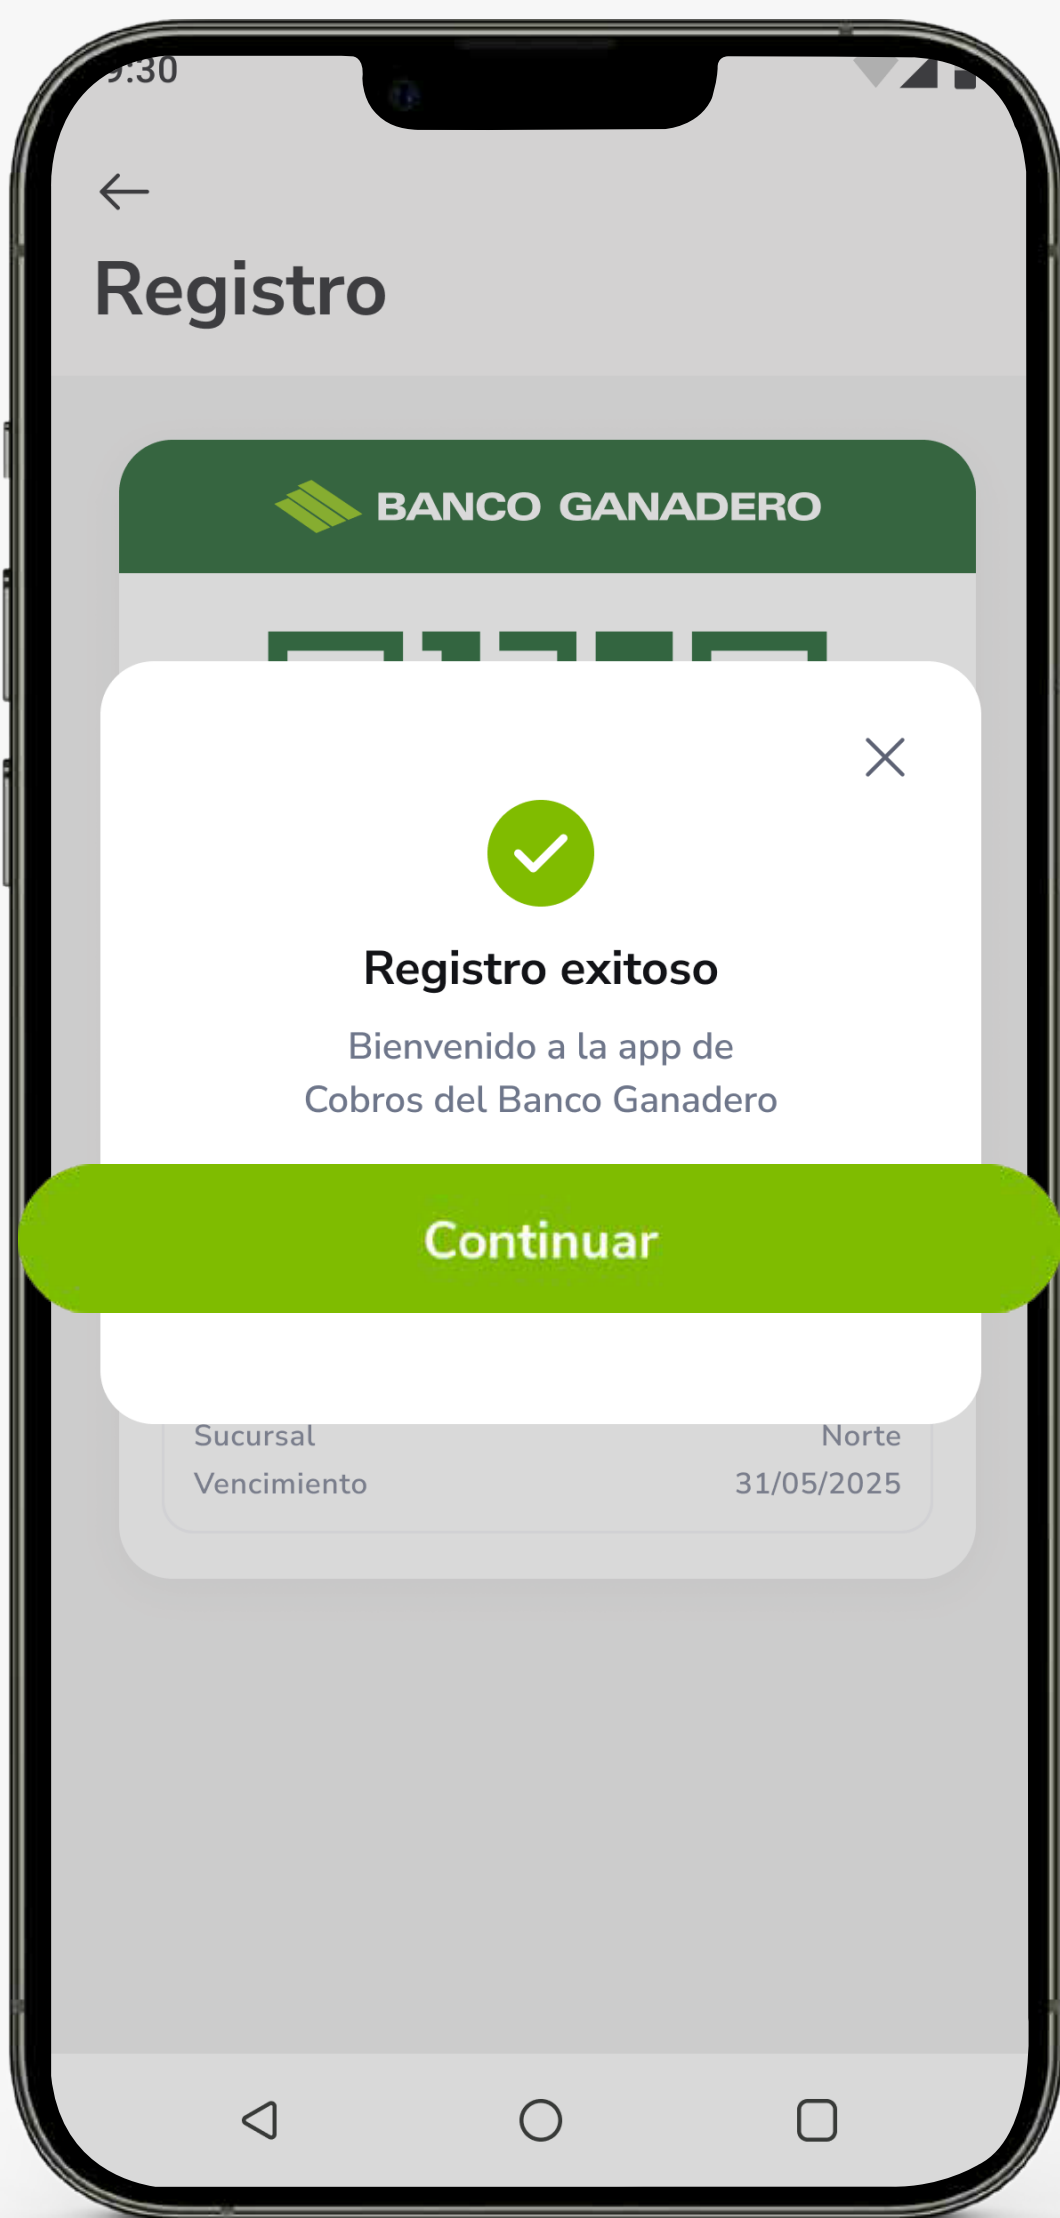 9:30
Registro
BANCO GANADERO
Registro exitoso
Bienvenido a la app de
Cobros del Banco Ganadero
Continuar
Sucursal Norte
Vencimiento 31/05/2025